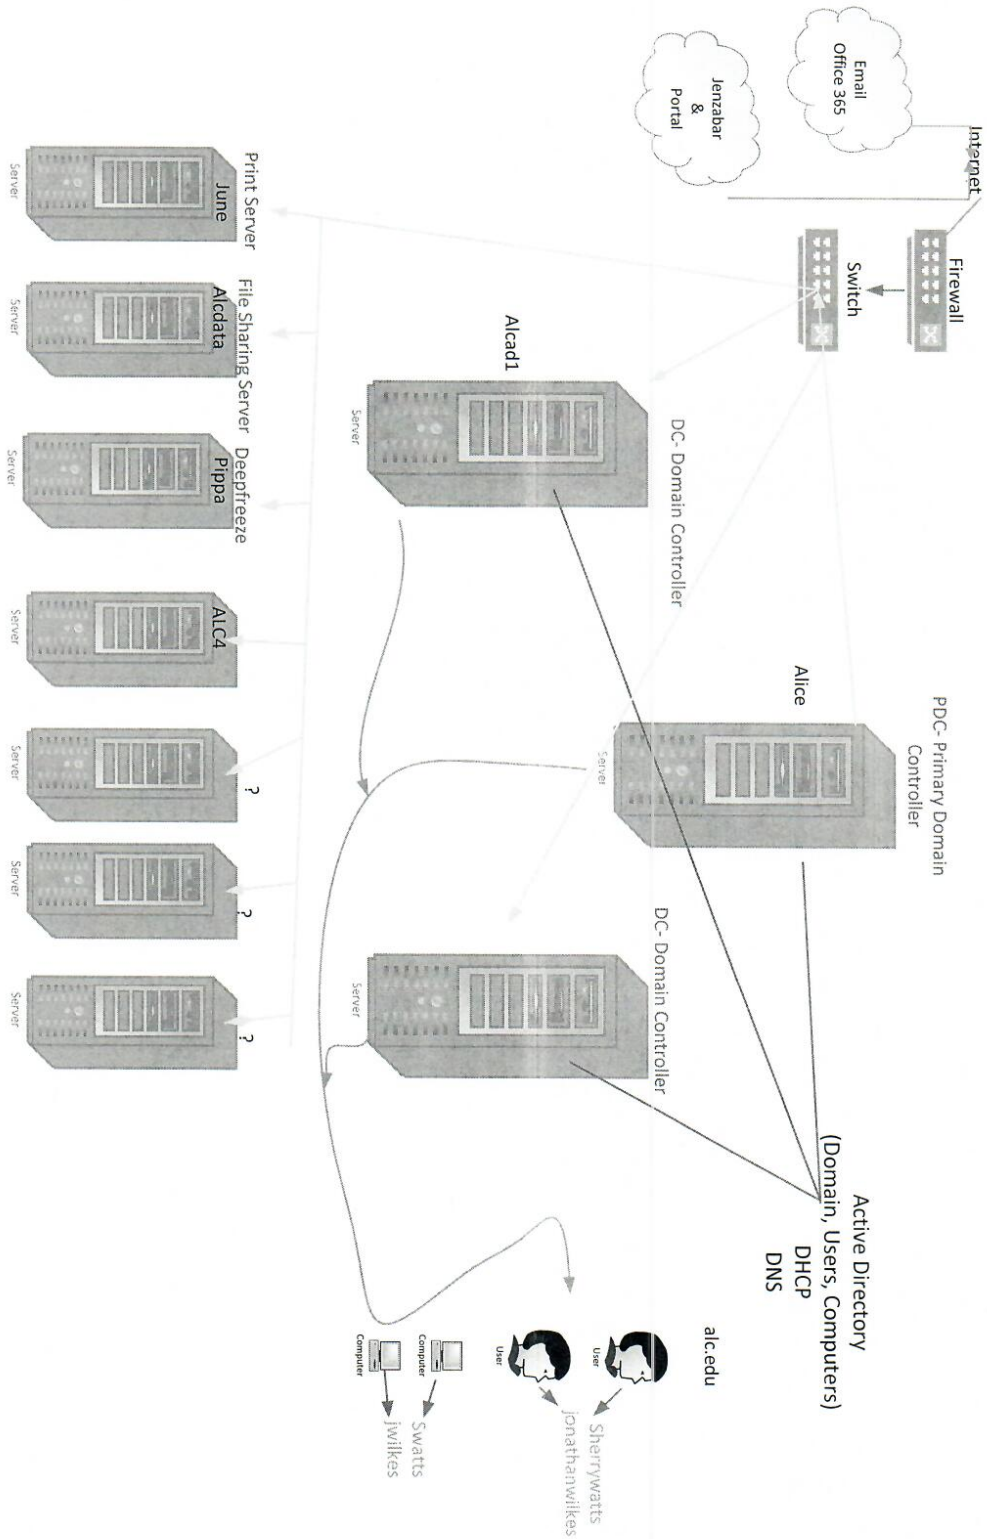 Internet
Email
Office 365
Jenzabar
&
Portal
Firewall
Switch
PDC- Primary Domain
Controller
Alice
Server
DC- Domain Controller
Alcad1
Server
DC- Domain Controller
Server
Active Directory
(Domain, Users, Computers)
DHCP
DNS
alc.edu
User
User
Sherrywatts
jonathanwilkes
Computer
Computer
Swatts
jwilkes
Print Server
June
Server
File Sharing Server
Alcdata
Server
Deepfreeze
Pippa
Server
ALC4
Server
?
Server
?
Server
?
Server